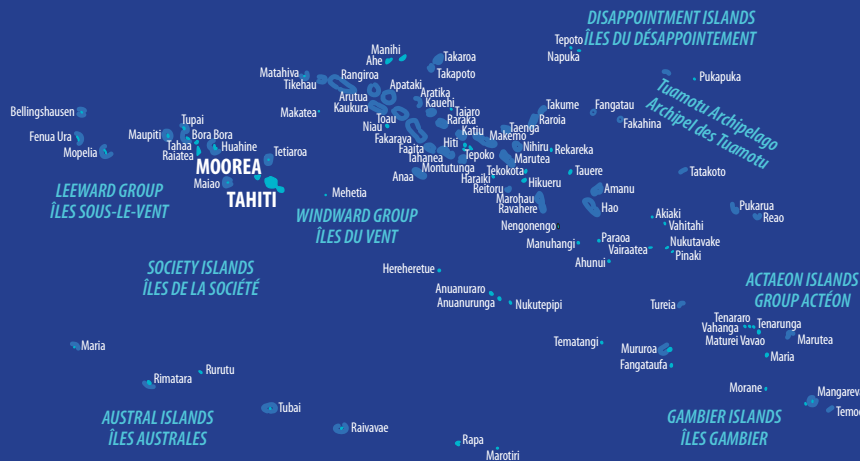 DISAPPOINTMENT ISLANDS
ÎLES DU DÉSAPPOINTEMENT
Tepoto
Napuka
Pukapuka
Tuamotu Archipelago
Archipel des Tuamotu
Manihi
Ahe
Takaroa
Takapoto
Matahiva
Tikehau
Rangiroa
Apataki
Arutua
Kaukura
Aratika
Kauehi
Taiaro
Raraka
Makatea
Toau
Niau
Fakarava
Faaita
Tahanea
Montutunga
Anaa
Hiti
Tepoko
Katiu
Makemo
Taenga
Takume
Raroia
Nihiru
Marutea
Rekareka
Fangatau
Fakahina
Haraiki
Tekokota
Reitoru
Hikueru
Marohau
Ravahere
Tauere
Amanu
Hao
Tatakoto
Nengonengo
Manuhangi
Paraoa
Ahunui
Akiaki
Vahitahi
Vairaatea
Nukutavake
Pinaki
Pukarua
Reao
Bellingshausen
Fenua Ura
Mopelia
Maupiti
Tupai
Bora Bora
Tahaa
Raiatea
Huahine
MOOREA
Tetiaroa
Maiao
TAHITI
Mehetia
LEEWARD GROUP
ÎLES SOUS-LE-VENT
WINDWARD GROUP
ÎLES DU VENT
SOCIETY ISLANDS
ÎLES DE LA SOCIÉTÉ
Hereheretue
Anuanuraro
Anuanurunga
Nukutepipi
ACTAEON ISLANDS
GROUP ACTÉON
Tureia
Tenararo
Vahanga
Tenarunga
Maturei Vavao
Marutea
Maria
Tematangi
Mururoa
Fangataufa
Morane
Mangareva
Temoe
GAMBIER ISLANDS
ÎLES GAMBIER
Maria
Rimatara
Rurutu
Tubai
Raivavae
Rapa
Marotiri
AUSTRAL ISLANDS
ÎLES AUSTRALES